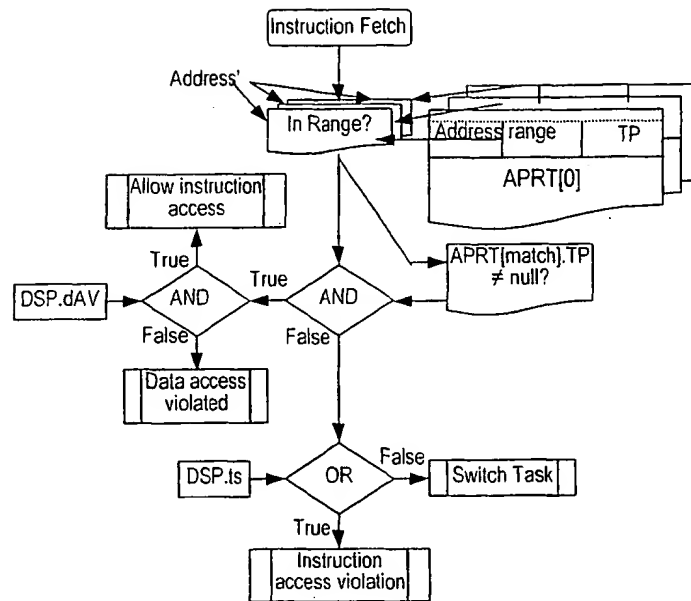 Instruction Fetch
Address'
In Range?
Address range
TP
APRT[0]
Allow instruction
access
APRT[match].TP
≠ null?
True
True
DSP.dAV
AND
AND
False
False
Data access
violated
DSP.ts
OR
False
Switch Task
True
Instruction
access violation